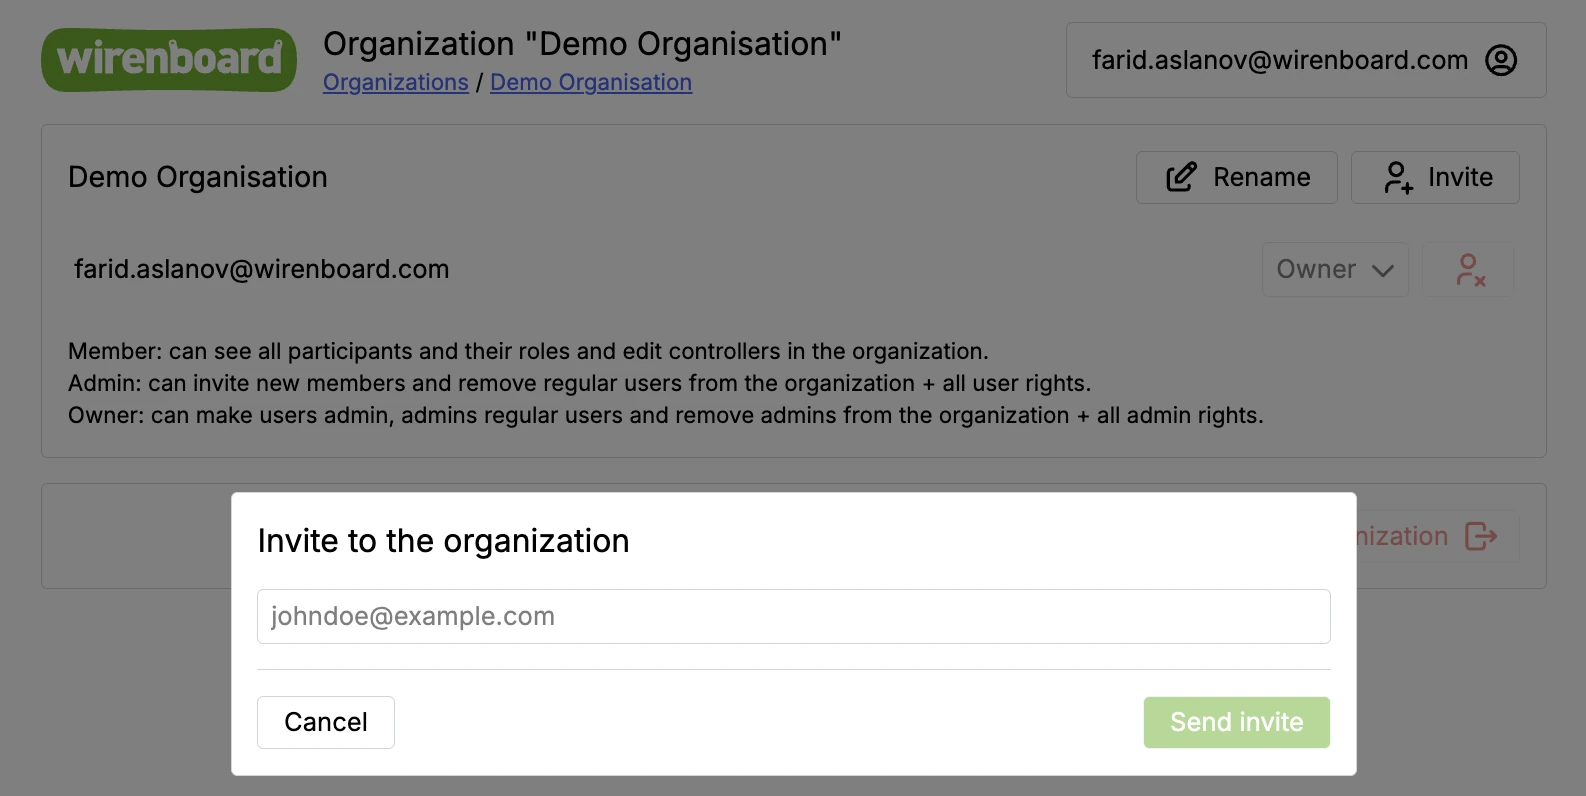 wirenboard
Organization "Demo Organisation"
Organizations / Demo Organisation
farid.aslanov@wirenboard.com
Demo Organisation
Rename
Invite
farid.aslanov@wirenboard.com
Owner
Member: can see all participants and their roles and edit controllers in the organization.
Admin: can invite new members and remove regular users from the organization + all user rights.
Owner: can make users admin, admins regular users and remove admins from the organization + all admin rights.
nization
Invite to the organization
johndoe@example.com
Cancel
Send invite